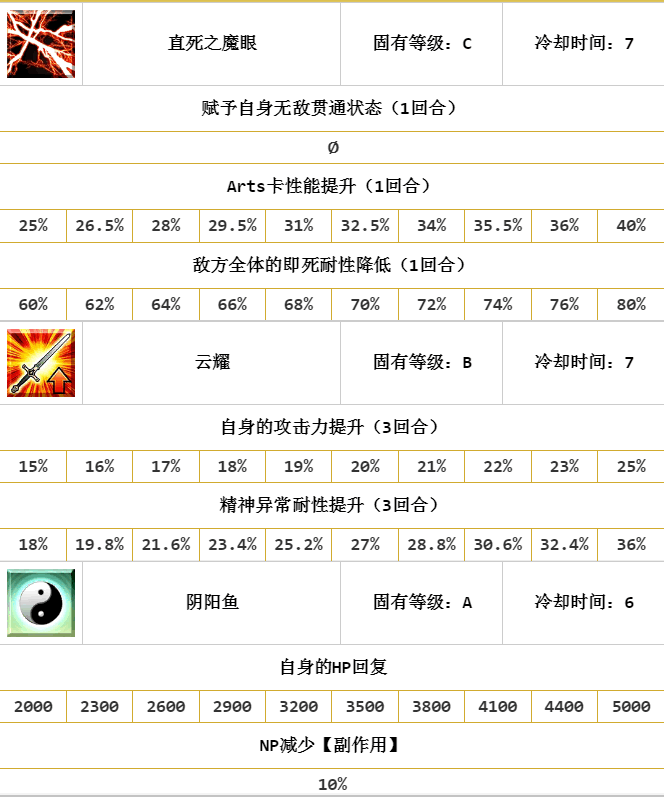 直死之魔眼 固有等级：C 冷却时间：7
赋予自身无敌贯通状态（1回合）
Ø
Arts卡性能提升（1回合）
25% 26.5% 28% 29.5% 31% 32.5% 34% 35.5% 36% 40%
敌方全体的即死耐性降低（1回合）
60% 62% 64% 66% 68% 70% 72% 74% 76% 80%
云耀 固有等级：B 冷却时间：7
自身的攻击力提升（3回合）
15% 16% 17% 18% 19% 20% 21% 22% 23% 25%
精神异常耐性提升（3回合）
18% 19.8% 21.6% 23.4% 25.2% 27% 28.8% 30.6% 32.4% 36%
阴阳鱼 固有等级：A 冷却时间：6
自身的HP回复
2000 2300 2600 2900 3200 3500 3800 4100 4400 5000
NP减少【副作用】
10%